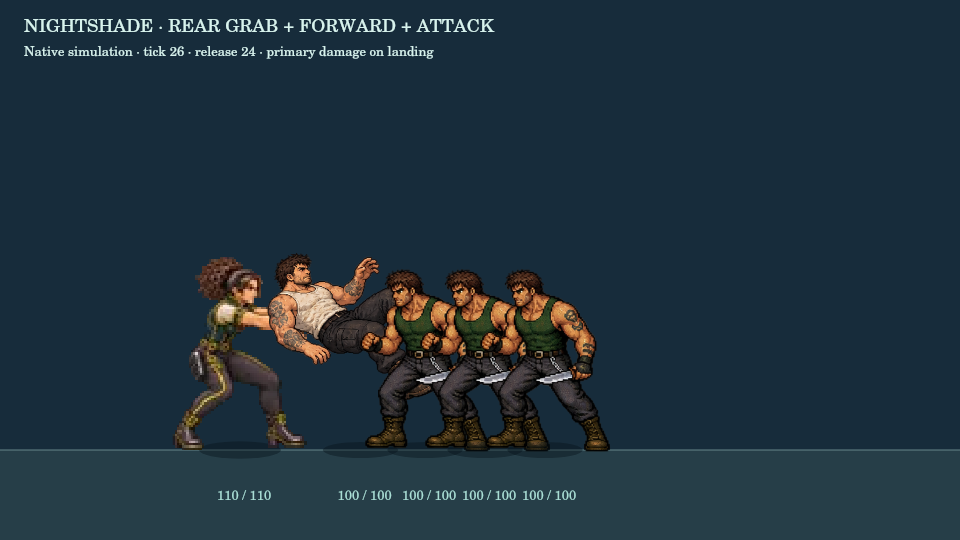 NIGHTSHADE · REAR GRAB + FORWARD + ATTACK
Native simulation · tick 26 · release 24 · primary damage on landing
110 / 110 100 / 100 100 / 100 100 / 100 100 / 100